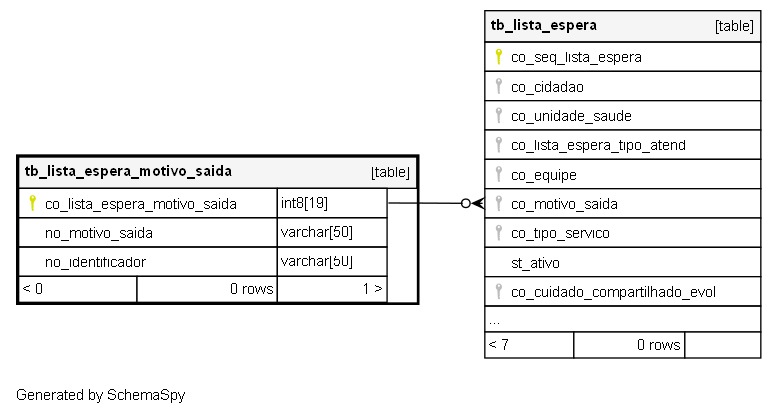 tb_lista_espera [table]
co_seq_lista_espera
co_cidadao
co_unidade_saude
co_lista_espera_tipo_atend
co_equipe
co_motivo_saida
co_tipo_servico
st_ativo
co_cuidado_compartilhado_evol
...
< 7 0 rows
tb_lista_espera_motivo_saida [table]
co_lista_espera_motivo_saida int8[19]
no_motivo_saida varchar[50]
no_identificador varchar[50]
< 0 0 rows 1 >
Generated by SchemaSpy